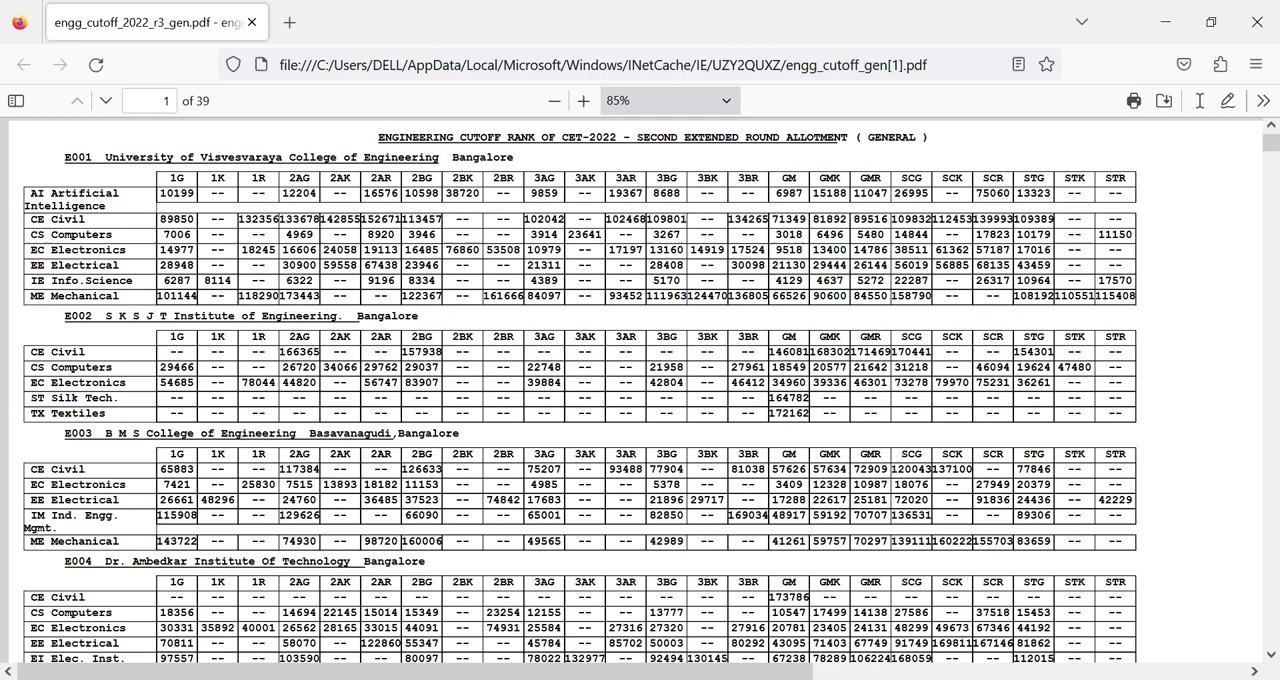 engg_cutoff_2022_r3_gen.pdf - eng
file:///C:/Users/DELL/AppData/Local/Microsoft/Windows/INetCache/IE/UZY2QUXZ/engg_cutoff_gen[1].pdf
1 of 39 85%
ENGINEERING CUTOFF RANK OF CET-2022 - SECOND EXTENDED ROUND ALLOTMENT ( GENERAL )
E001 University of Visvesvaraya College of Engineering Bangalore
1G 1K 1R 2AG 2AK 2AR 2BG 2BK 2BR 3AG 3AK 3AR 3BG 3BK 3BR GM GMK GMR SCG SCK SCR STG STK STR
AI Artificial 10199 -- -- 12204 -- 16576 10598 38720 -- 9859 -- 19367 8688 -- -- 6987 15188 11047 26995 -- 75060 13323 -- --
Intelligence
CE Civil 89850 -- 132356 133678 142855 152671 113457 -- -- 102042 -- 102468 109801 -- 134265 71349 81892 89516 109832 112453 139993 109389 -- --
CS Computers 7006 -- -- 4969 -- 8920 3946 -- -- 3914 23641 -- 3267 -- -- 3018 6496 5480 14844 -- 17823 10179 -- 11150
EC Electronics 14977 -- 18245 16606 24058 19113 16485 76860 53508 10979 -- 17197 13160 14919 17524 9518 13400 14786 38511 61362 57187 17016 -- --
EE Electrical 28948 -- -- 30900 59558 67438 23946 -- -- 21311 -- -- 28408 -- 30098 21130 29444 26144 56019 56885 68135 43459 -- --
IE Info.Science 6287 8114 -- 6322 -- 9196 8334 -- -- 4389 -- -- 5170 -- -- 4129 4637 5272 22287 -- 26317 10964 -- 17570
ME Mechanical 101144 -- 118290 173443 -- -- 122367 -- 161666 84097 -- 93452 111963 124470 136805 66526 90600 84550 158790 -- -- 108192 110551 115408
E002 S K S J T Institute of Engineering. Bangalore
1G 1K 1R 2AG 2AK 2AR 2BG 2BK 2BR 3AG 3AK 3AR 3BG 3BK 3BR GM GMK GMR SCG SCK SCR STG STK STR
CE Civil -- -- -- 166365 -- -- 157938 -- -- -- -- -- -- -- -- 146081 168302 171469 170441 -- -- 154301 -- --
CS Computers 29466 -- -- 26720 34066 29762 29037 -- -- 22748 -- -- 21958 -- 27961 18549 20577 21642 31218 -- 46094 19624 47480 --
EC Electronics 54685 -- 78044 44820 -- 56747 83907 -- -- 39884 -- -- 42804 -- 46412 34960 39336 46301 73278 79970 75231 36261 -- --
ST Silk Tech. -- -- -- -- -- -- -- -- -- -- -- -- -- -- -- 164782 -- -- -- -- -- -- -- --
TX Textiles -- -- -- -- -- -- -- -- -- -- -- -- -- -- -- 172162 -- -- -- -- -- -- -- --
E003 B M S College of Engineering Basavanagudi,Bangalore
1G 1K 1R 2AG 2AK 2AR 2BG 2BK 2BR 3AG 3AK 3AR 3BG 3BK 3BR GM GMK GMR SCG SCK SCR STG STK STR
CE Civil 65883 -- -- 117384 -- -- 126633 -- -- 75207 -- 93488 77904 -- 81038 57626 57634 72909 120043 137100 -- 77846 -- --
EC Electronics 7421 -- 25830 7515 13893 18182 11153 -- -- 4985 -- -- 5378 -- -- 3409 12328 10987 18076 -- 27949 20379 -- --
EE Electrical 26661 48296 -- 24760 -- 36485 37523 -- 74842 17683 -- -- 21896 29717 -- 17288 22617 25181 72020 -- 91836 24436 -- 42229
IM Ind. Engg. 115908 -- -- 129626 -- -- 66090 -- -- 65001 -- -- 82850 -- 169034 48917 59192 70707 136531 -- -- 89306 -- --
Mgmt.
ME Mechanical 143722 -- -- 74930 -- 98720 160006 -- -- 49565 -- -- 42989 -- -- 41261 59757 70297 139111 160222 155703 83659 -- --
E004 Dr. Ambedkar Institute Of Technology Bangalore
1G 1K 1R 2AG 2AK 2AR 2BG 2BK 2BR 3AG 3AK 3AR 3BG 3BK 3BR GM GMK GMR SCG SCK SCR STG STK STR
CE Civil -- -- -- -- -- -- -- -- -- -- -- -- -- -- -- 173786 -- -- -- -- -- -- -- --
CS Computers 18356 -- -- 14694 22145 15014 15349 -- 23254 12155 -- -- 13777 -- -- 10547 17499 14138 27586 -- 37518 15453 -- --
EC Electronics 30331 35892 40001 26562 28165 33015 44091 -- 74931 25584 -- 27316 27320 -- 27916 20781 23405 24131 48299 49673 67346 44192 -- --
EE Electrical 70811 -- -- 58070 -- 122860 55347 -- -- 45784 -- 85702 50003 -- 80292 43095 71403 67749 91749 169811 167146 81862 -- --
EI Elec. Inst. 97557 -- -- 103590 -- -- 80097 -- -- 78022 132977 -- 92494 130145 -- 67238 78289 106224 168059 -- -- 112015 -- --